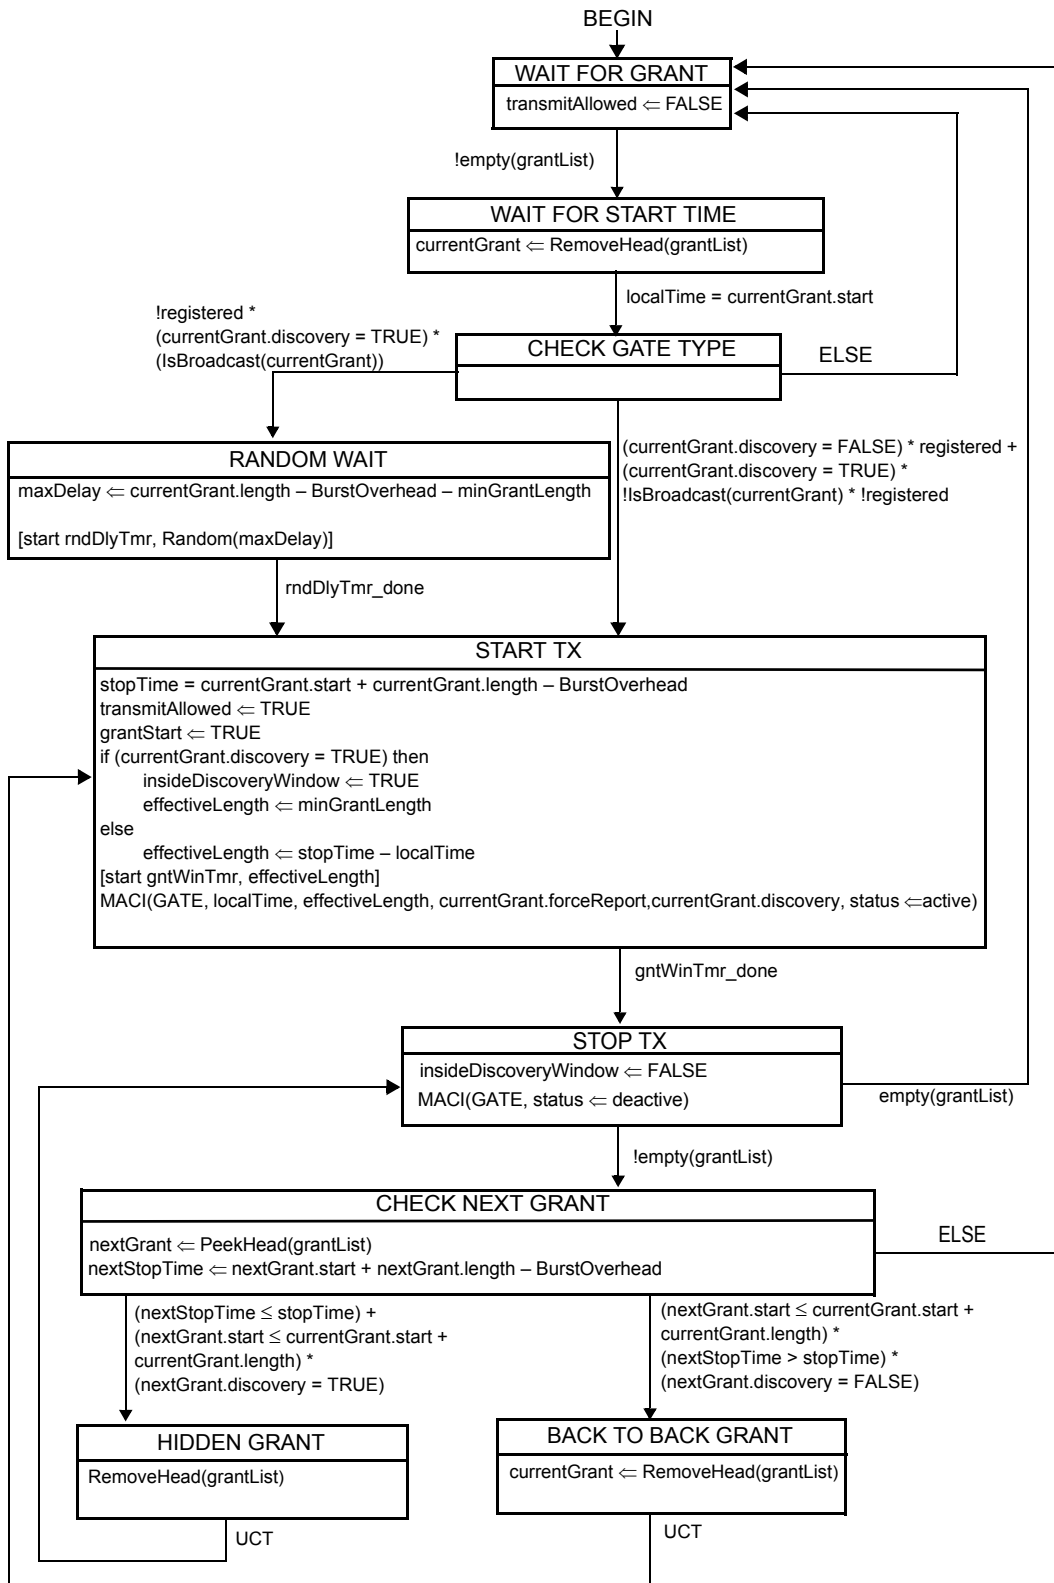 BEGIN
WAIT FOR GRANT
transmitAllowed ⇐ FALSE
!empty(grantList)
WAIT FOR START TIME
currentGrant ⇐ RemoveHead(grantList)
localTime = currentGrant.start
!registered *
(currentGrant.discovery = TRUE) *
(IsBroadcast(currentGrant))
CHECK GATE TYPE
ELSE
(currentGrant.discovery = FALSE) * registered +
(currentGrant.discovery = TRUE) *
!IsBroadcast(currentGrant) * !registered
RANDOM WAIT
maxDelay ⇐ currentGrant.length – BurstOverhead – minGrantLength
[start rndDlyTmr, Random(maxDelay)]
rndDlyTmr_done
START TX
stopTime = currentGrant.start + currentGrant.length – BurstOverhead
transmitAllowed ⇐ TRUE
grantStart ⇐ TRUE
if (currentGrant.discovery = TRUE) then
insideDiscoveryWindow ⇐ TRUE
effectiveLength ⇐ minGrantLength
else
effectiveLength ⇐ stopTime – localTime
[start gntWinTmr, effectiveLength]
MACI(GATE, localTime, effectiveLength, currentGrant.forceReport,currentGrant.discovery, status ⇐active)
gntWinTmr_done
STOP TX
insideDiscoveryWindow ⇐ FALSE
MACI(GATE, status ⇐ deactive)
empty(grantList)
!empty(grantList)
CHECK NEXT GRANT
nextGrant ⇐ PeekHead(grantList)
nextStopTime ⇐ nextGrant.start + nextGrant.length – BurstOverhead
ELSE
(nextStopTime ≤ stopTime) +
(nextGrant.start ≤ currentGrant.start +
currentGrant.length) *
(nextGrant.discovery = TRUE)
(nextGrant.start ≤ currentGrant.start +
currentGrant.length) *
(nextStopTime > stopTime) *
(nextGrant.discovery = FALSE)
HIDDEN GRANT
RemoveHead(grantList)
UCT
BACK TO BACK GRANT
currentGrant ⇐ RemoveHead(grantList)
UCT